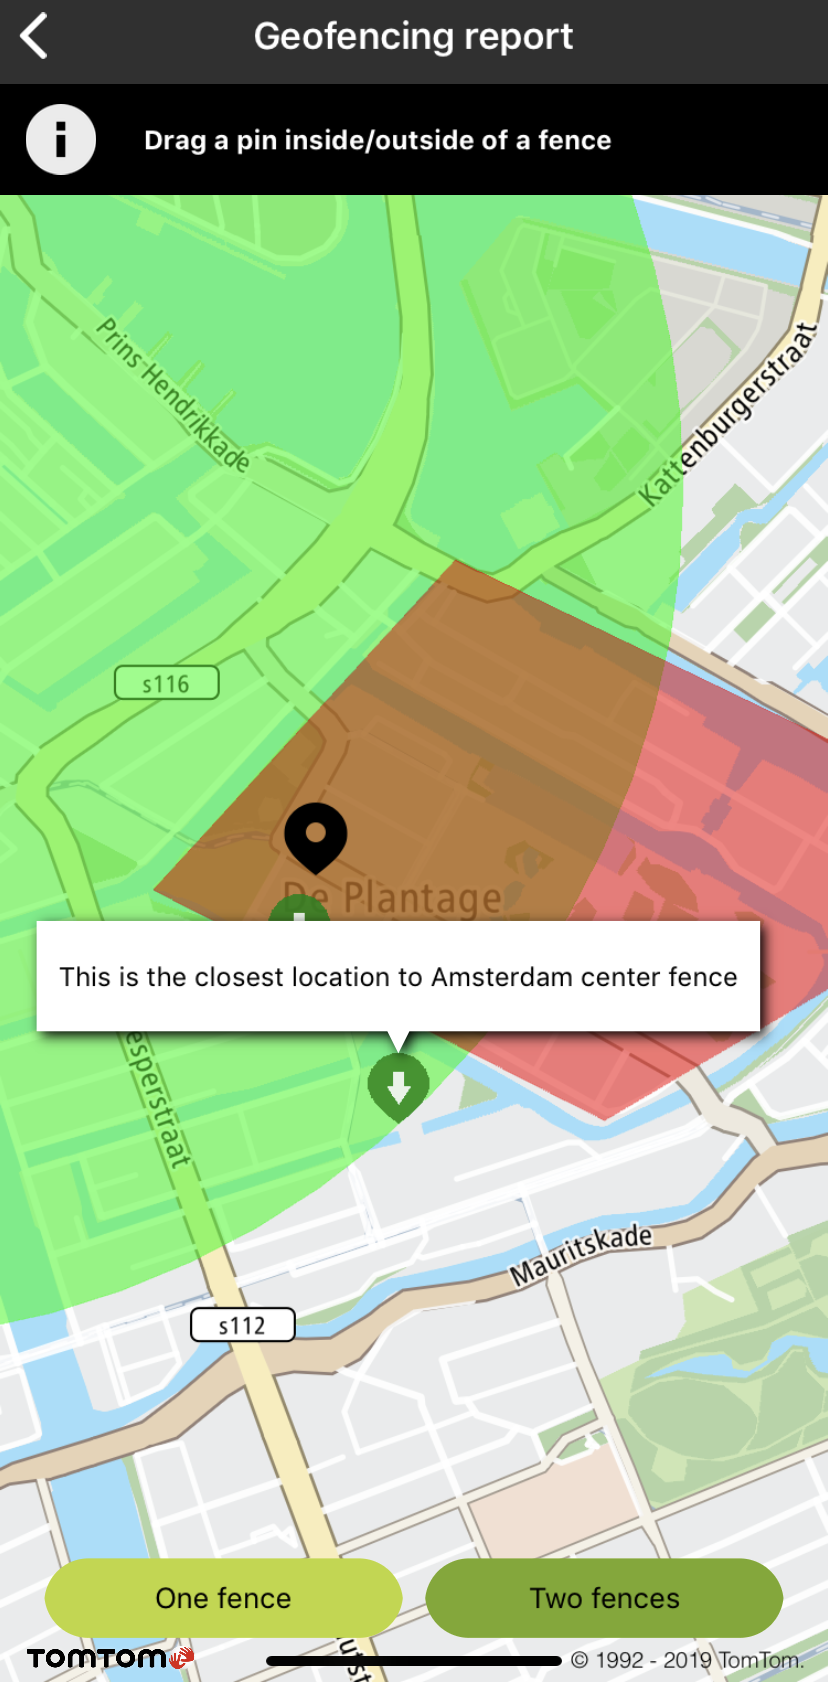 Geofencing report
Drag a pin inside/outside of a fence
Prins Hendrikkade
Kattenburgerstraat
s116
De Plantage
This is the closest location to Amsterdam center fence
esperstraat
Mauritskade
s112
One fence
Two fences
utst
TOMTOM
© 1992 - 2019 TomTom.